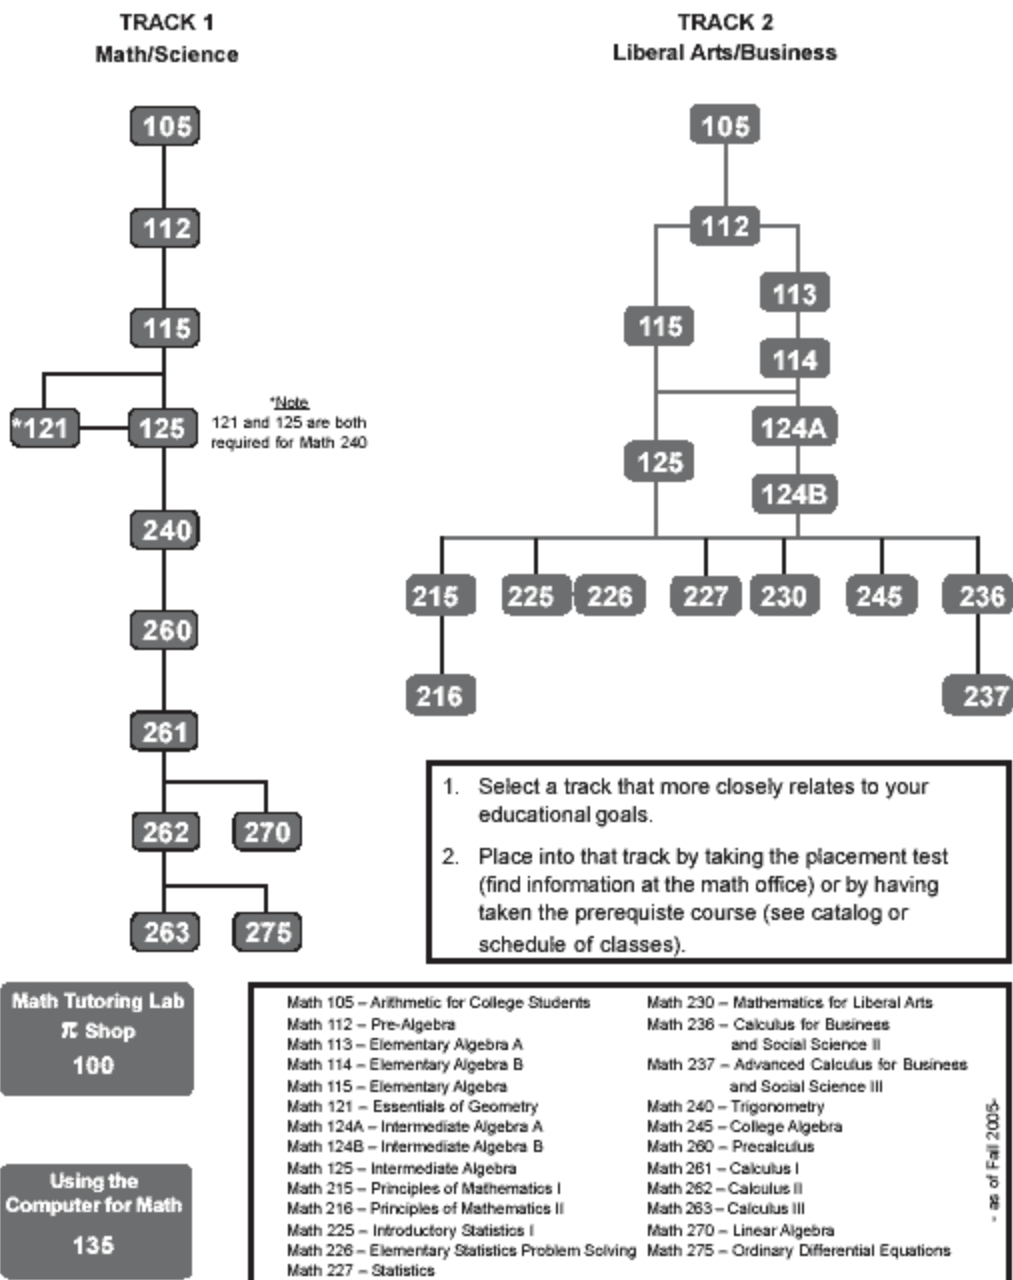 TRACK 1
Math/Science
105
112
115
*121
125
*Note
121 and 125 are both
required for Math 240
240
260
261
262
270
263
275
TRACK 2
Liberal Arts/Business
105
112
113
115
114
124A
125
124B
215
225
226
227
230
245
236
216
237
1. Select a track that more closely relates to your
educational goals.
2. Place into that track by taking the placement test
(find information at the math office) or by having
taken the prerequiste course (see catalog or
schedule of classes).
Math Tutoring Lab
π Shop
100
Using the
Computer for Math
135
Math 105 – Arithmetic for College Students
Math 112 – Pre-Algebra
Math 113 – Elementary Algebra A
Math 114 – Elementary Algebra B
Math 115 – Elementary Algebra
Math 121 – Essentials of Geometry
Math 124A – Intermediate Algebra A
Math 124B – Intermediate Algebra B
Math 125 – Intermediate Algebra
Math 215 – Principles of Mathematics I
Math 216 – Principles of Mathematics II
Math 225 – Introductory Statistics I
Math 226 – Elementary Statistics Problem Solving
Math 227 – Statistics
Math 230 – Mathematics for Liberal Arts
Math 236 – Calculus for Business
and Social Science II
Math 237 – Advanced Calculus for Business
and Social Science III
Math 240 – Trigonometry
Math 245 – College Algebra
Math 260 – Precalculus
Math 261 – Calculus I
Math 262 – Calculus II
Math 263 – Calculus III
Math 270 – Linear Algebra
Math 275 – Ordinary Differential Equations
- as of Fall 2005-